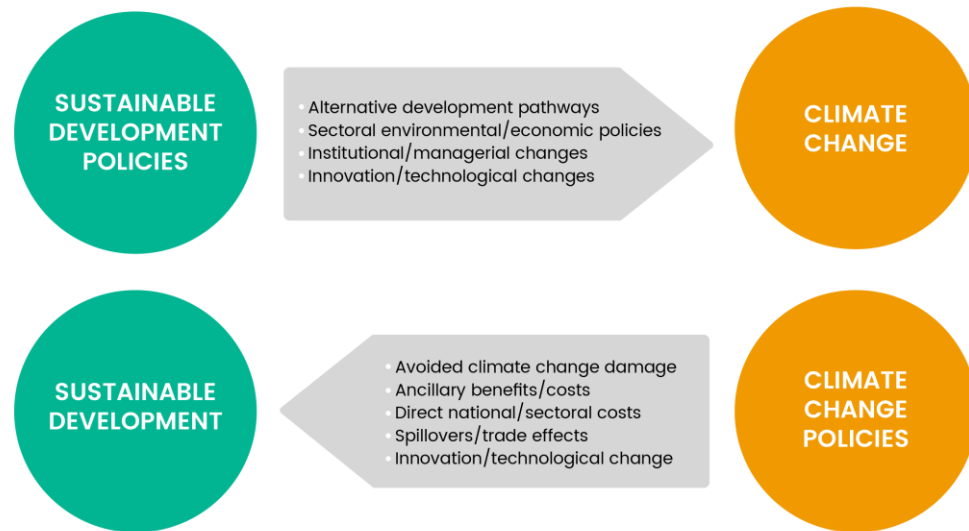 SUSTAINABLE
DEVELOPMENT
POLICIES
• Alternative development pathways
• Sectoral environmental/economic policies
• Institutional/managerial changes
• Innovation/technological changes
CLIMATE
CHANGE
SUSTAINABLE
DEVELOPMENT
• Avoided climate change damage
• Ancillary benefits/costs
• Direct national/sectoral costs
• Spillovers/trade effects
• Innovation/technological change
CLIMATE
CHANGE
POLICIES